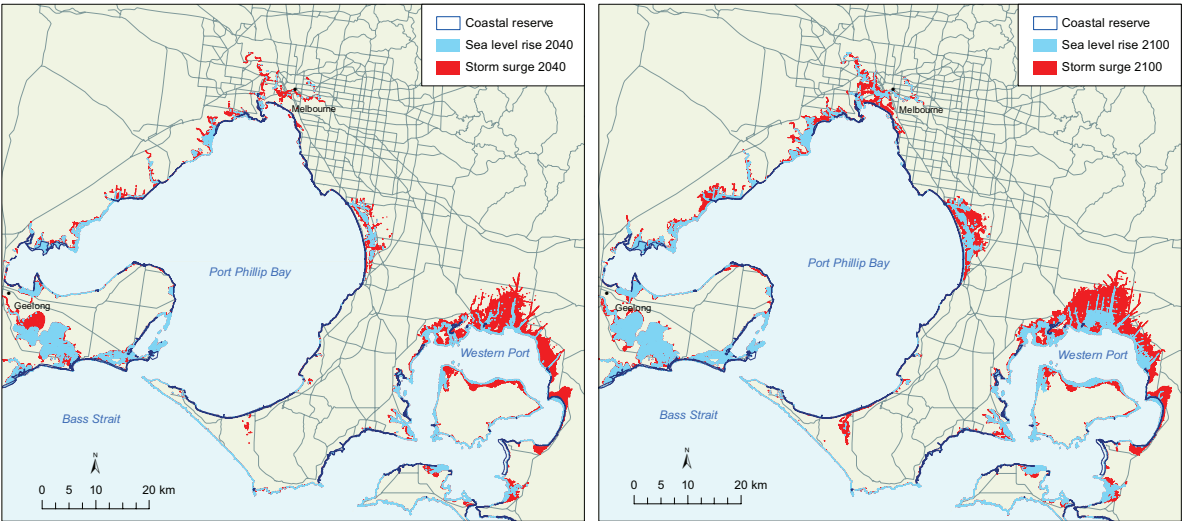 Coastal reserve
Sea level rise 2040
Storm surge 2040
Melbourne
Port Phillip Bay
Geelong
Western Port
Bass Strait
N
0 5 10 20 km
Coastal reserve
Sea level rise 2100
Storm surge 2100
Melbourne
Port Phillip Bay
Geelong
Western Port
Bass Strait
N
0 5 10 20 km